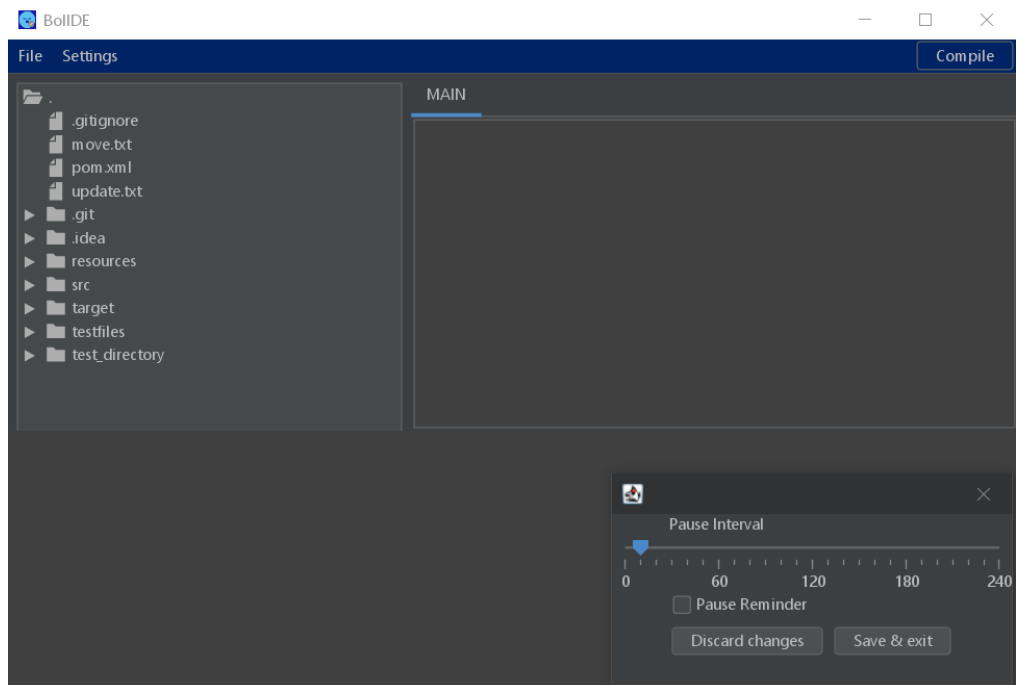 BollDE
File Settings Compile
.
.gitignore
move.txt
pom.xml
update.txt
.git
.idea
resources
src
target
testfiles
test_directory
MAIN
Pause Interval
0 60 120 180 240
Pause Reminder
Discard changes Save & exit